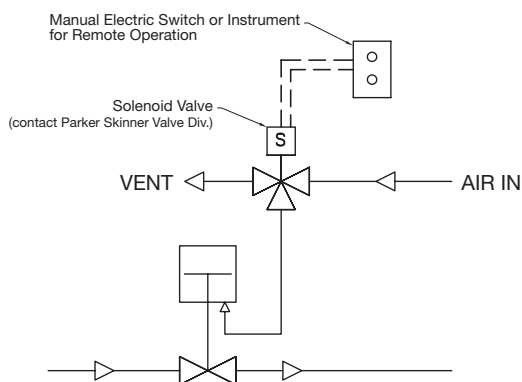 Manual Electric Switch or Instrument
for Remote Operation
Solenoid Valve
(contact Parker Skinner Valve Div.)
S
VENT
AIR IN